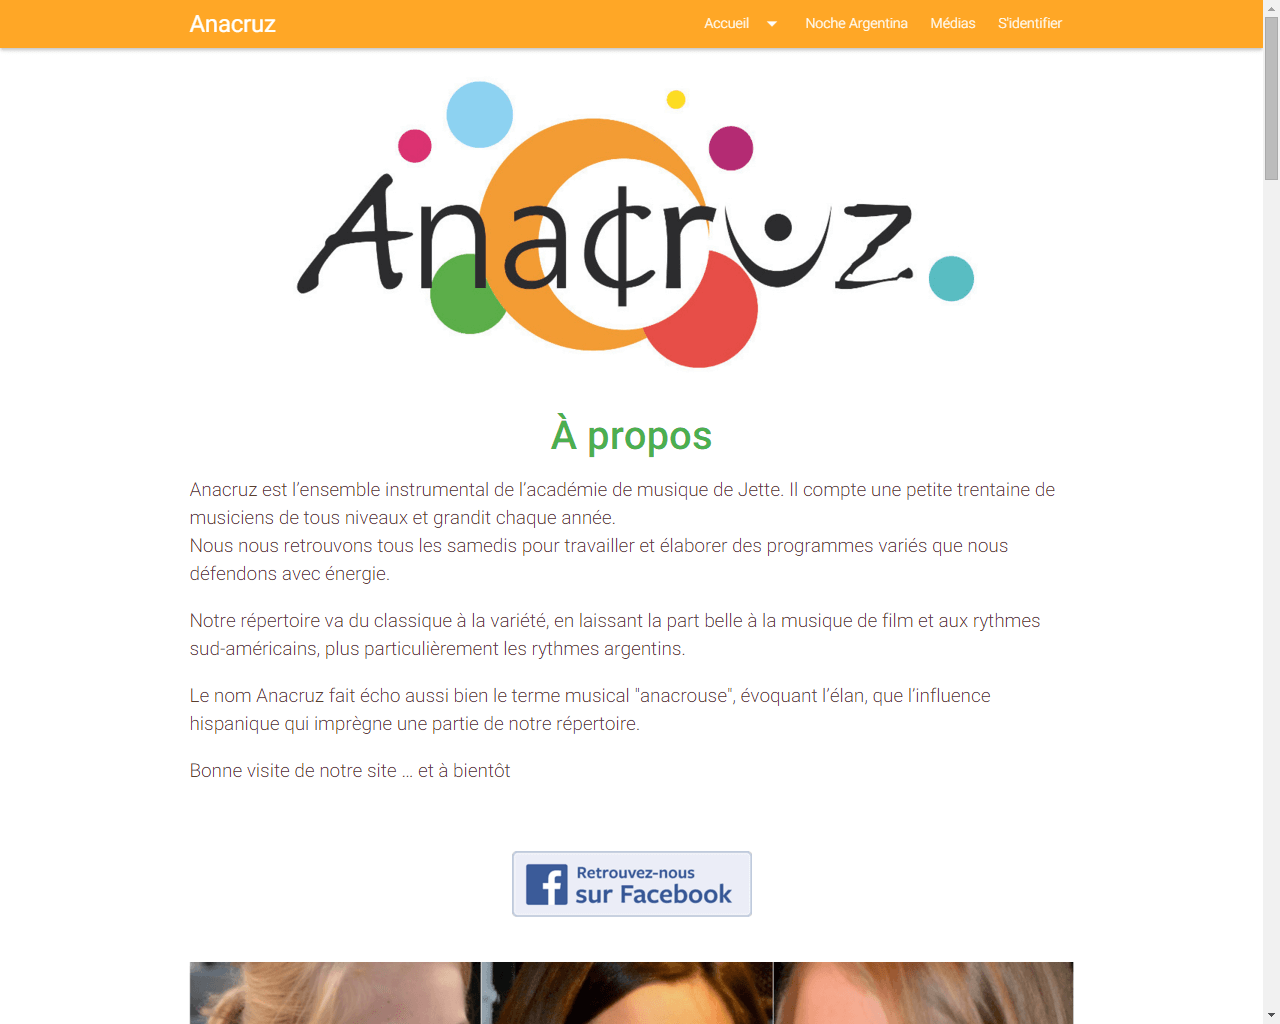 Anacruz
Accueil
Noche Argentina
Médias
S'identifier
Anacruz
À propos
Anacruz est l’ensemble instrumental de l’académie de musique de Jette. Il compte une petite trentaine de
musiciens de tous niveaux et grandit chaque année.
Nous nous retrouvons tous les samedis pour travailler et élaborer des programmes variés que nous
défendons avec énergie.
Notre répertoire va du classique à la variété, en laissant la part belle à la musique de film et aux rythmes
sud-américains, plus particulièrement les rythmes argentins.
Le nom Anacruz fait écho aussi bien le terme musical "anacrouse", évoquant l’élan, que l’influence
hispanique qui imprègne une partie de notre répertoire.
Bonne visite de notre site ... et à bientôt
Retrouvez-nous
sur Facebook